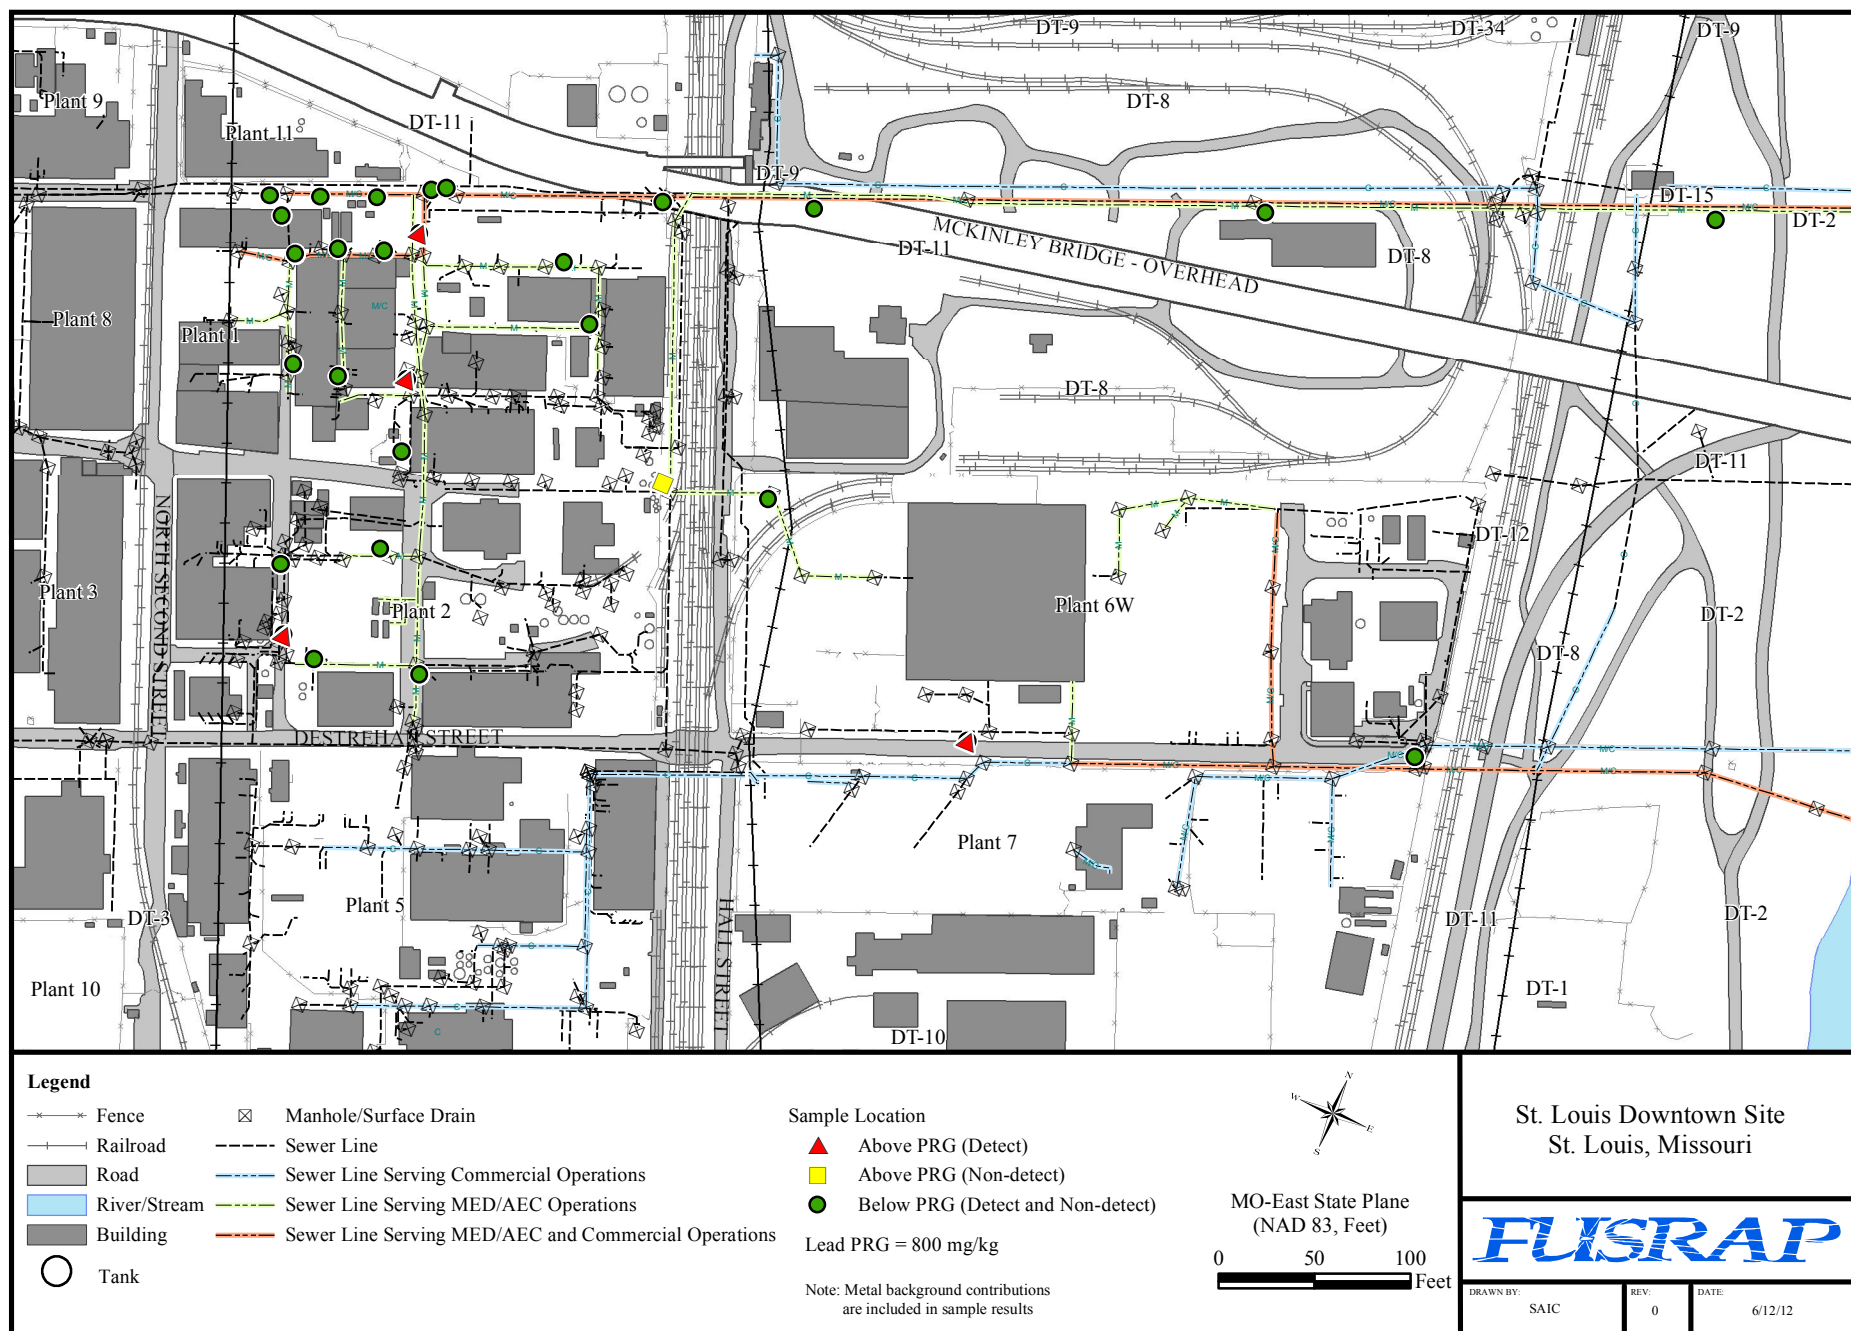 DT-9
DT-34
DT-9
Plant 9
DT-8
Plant 11
DT-11
DT-9
DT-15
DT-2
MCKINLEY BRIDGE - OVERHEAD
DT-11
DT-8
Plant 8
Plant 1
DT-8
DT-11
NORTH SECOND STREET
DT-12
Plant 3
Plant 2
Plant 6W
DT-2
DT-8
DESTREHAN STREET
Plant 7
Plant 5
DT-3
HALL STREET
DT-11
DT-2
Plant 10
DT-1
DT-10
Legend
Fence
Railroad
Road
River/Stream
Building
Tank
Manhole/Surface Drain
Sewer Line
Sewer Line Serving Commercial Operations
Sewer Line Serving MED/AEC Operations
Sewer Line Serving MED/AEC and Commercial Operations
Sample Location
Above PRG (Detect)
Above PRG (Non-detect)
Below PRG (Detect and Non-detect)
Lead PRG = 800 mg/kg
Note: Metal background contributions
are included in sample results
N
W
E
S
MO-East State Plane
(NAD 83, Feet)
0 50 100
Feet
St. Louis Downtown Site
St. Louis, Missouri
FUSRAP
DRAWN BY:
SAIC
REV:
0
DATE:
6/12/12